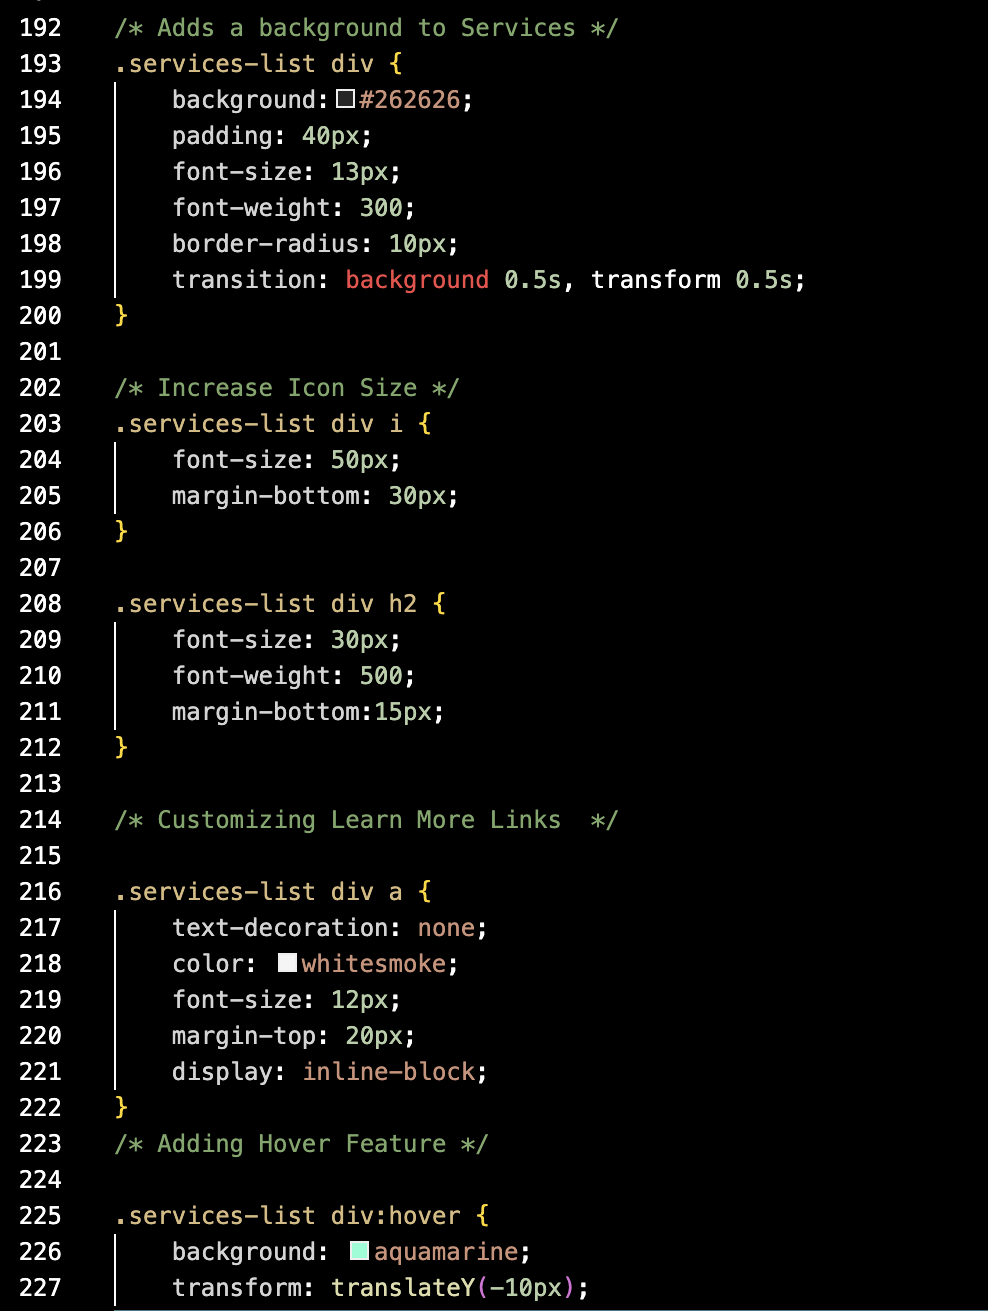 192 /* Adds a background to Services */
193 .services-list div {
194 background:#262626;
195 padding: 40px;
196 font-size: 13px;
197 font-weight: 300;
198 border-radius: 10px;
199 transition: background 0.5s, transform 0.5s;
200 }
201
202 /* Increase Icon Size */
203 .services-list div i {
204 font-size: 50px;
205 margin-bottom: 30px;
206 }
207
208 .services-list div h2 {
209 font-size: 30px;
210 font-weight: 500;
211 margin-bottom:15px;
212 }
213
214 /* Customizing Learn More Links  */
215
216 .services-list div a {
217 text-decoration: none;
218 color: whitesmoke;
219 font-size: 12px;
220 margin-top: 20px;
221 display: inline-block;
222 }
223 /* Adding Hover Feature */
224
225 .services-list div:hover {
226 background: aquamarine;
227 transform: translateY(-10px);